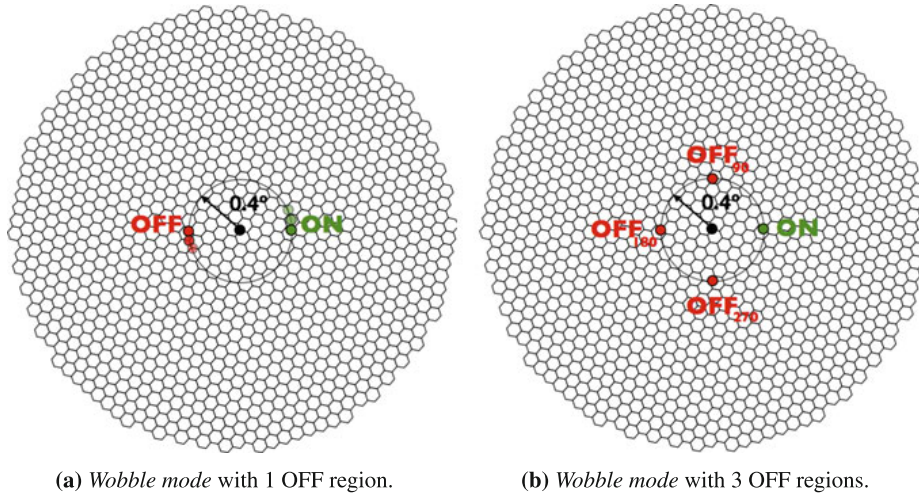 OFF 0.4° ON
OFF90
0.4°
OFF180 ON
OFF270
(a) Wobble mode with 1 OFF region.
(b) Wobble mode with 3 OFF regions.